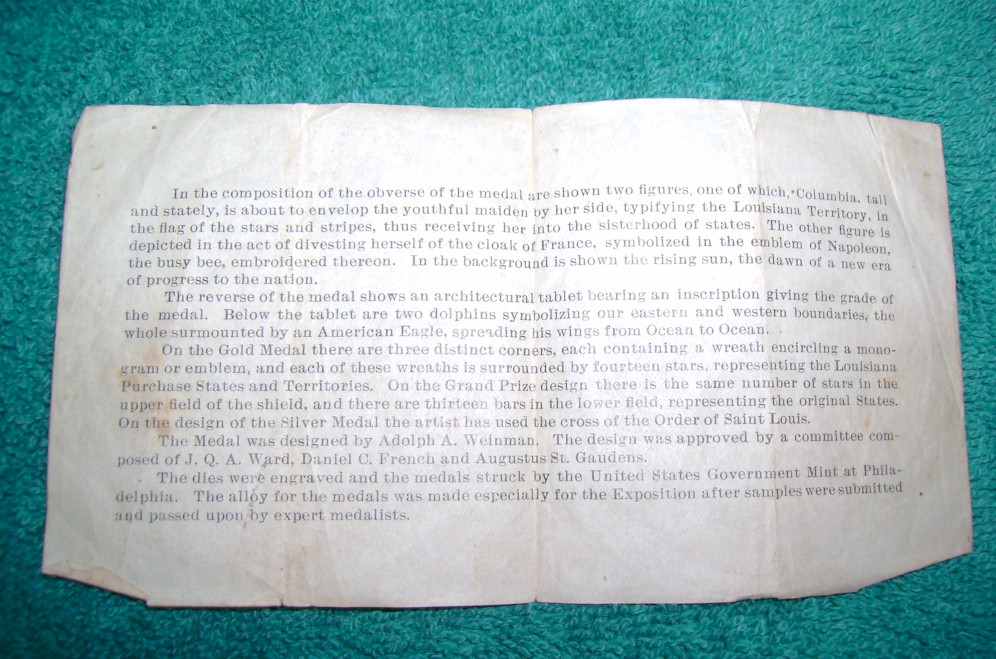 In the composition of the obverse of the medal are shown two figures, one of which, Columbia, tall
and stately, is about to envelop the youthful maiden by her side, typifying the Louisiana Territory, in
the flag of the stars and stripes, thus receiving her into the sisterhood of states. The other figure is
depicted in the act of divesting herself of the cloak of France, symbolized in the emblem of Napoleon,
the busy bee, embroidered thereon. In the background is shown the rising sun, the dawn of a new era
of progress to the nation.
The reverse of the medal shows an architectural tablet bearing an inscription giving the grade of
the medal. Below the tablet are two dolphins symbolizing our eastern and western boundaries, the
whole surmounted by an American Eagle, spreading his wings from Ocean to Ocean.
On the Gold Medal there are three distinct corners, each containing a wreath encircling a mono-
gram or emblem, and each of these wreaths is surrounded by fourteen stars, representing the Louisiana
Purchase States and Territories. On the Grand Prize design there is the same number of stars in the
upper field of the shield, and there are thirteen bars in the lower field, representing the original States.
On the design of the Silver Medal the artist has used the cross of the Order of Saint Louis.
The Medal was designed by Adolph A. Weinman. The design was approved by a committee com-
posed of J. Q. A. Ward, Daniel C. French and Augustus St. Gaudens.
The dies were engraved and the medals struck by the United States Government Mint at Phila-
delphia. The alloy for the medals was made especially for the Exposition after samples were submitted
and passed upon by expert medalists.